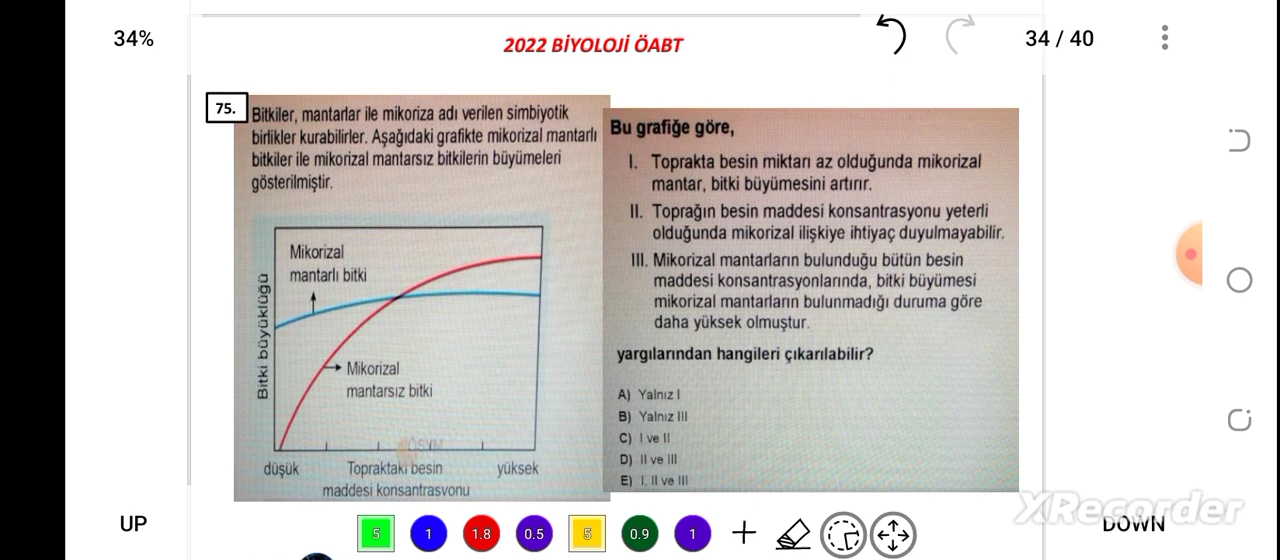 34%
2022 BİYOLOJİ ÖABT
34 / 40
75.
Bitkiler, mantarlar ile mikoriza adı verilen simbiyotik
birlikler kurabilirler. Aşağıdaki grafikte mikorizal mantarlı
bitkiler ile mikorizal mantarsız bitkilerin büyümeleri
gösterilmiştir.
Mikorizal
mantarlı bitki
Bitki büyüklüğü
Mikorizal
mantarsız bitki
ÖSYM
düşük
Topraktaki besin
yüksek
maddesi konsantrasyonu
Bu grafiğe göre,
I. Toprakta besin miktarı az olduğunda mikorizal
mantar, bitki büyümesini artırır.
II. Toprağın besin maddesi konsantrasyonu yeterli
olduğunda mikorizal ilişkiye ihtiyaç duyulmayabilir.
III. Mikorizal mantarların bulunduğu bütün besin
maddesi konsantrasyonlarında, bitki büyümesi
mikorizal mantarların bulunmadığı duruma göre
daha yüksek olmuştur.
yargılarından hangileri çıkarılabilir?
A) Yalnız I
B) Yalnız III
C) I ve II
D) II ve III
E) I, II ve III
XRecorder
UP
5
1
1.8
0.5
5
0.9
1
DOWN